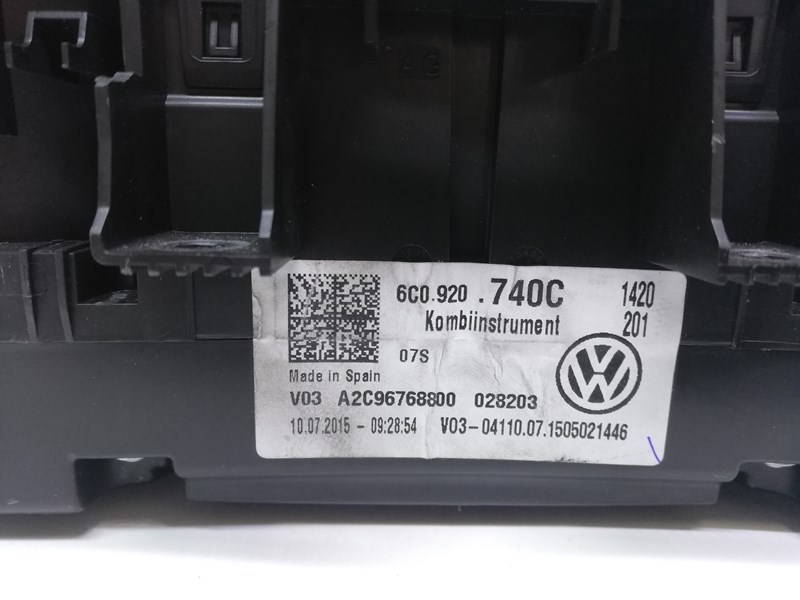 AC
6C0.920 .740C 1420
Kombiinstrument 201
07S
Made in Spain
V03 A2C96768800 028203
10.07.2015 - 09:28:54 V03-04110.07.1505021446